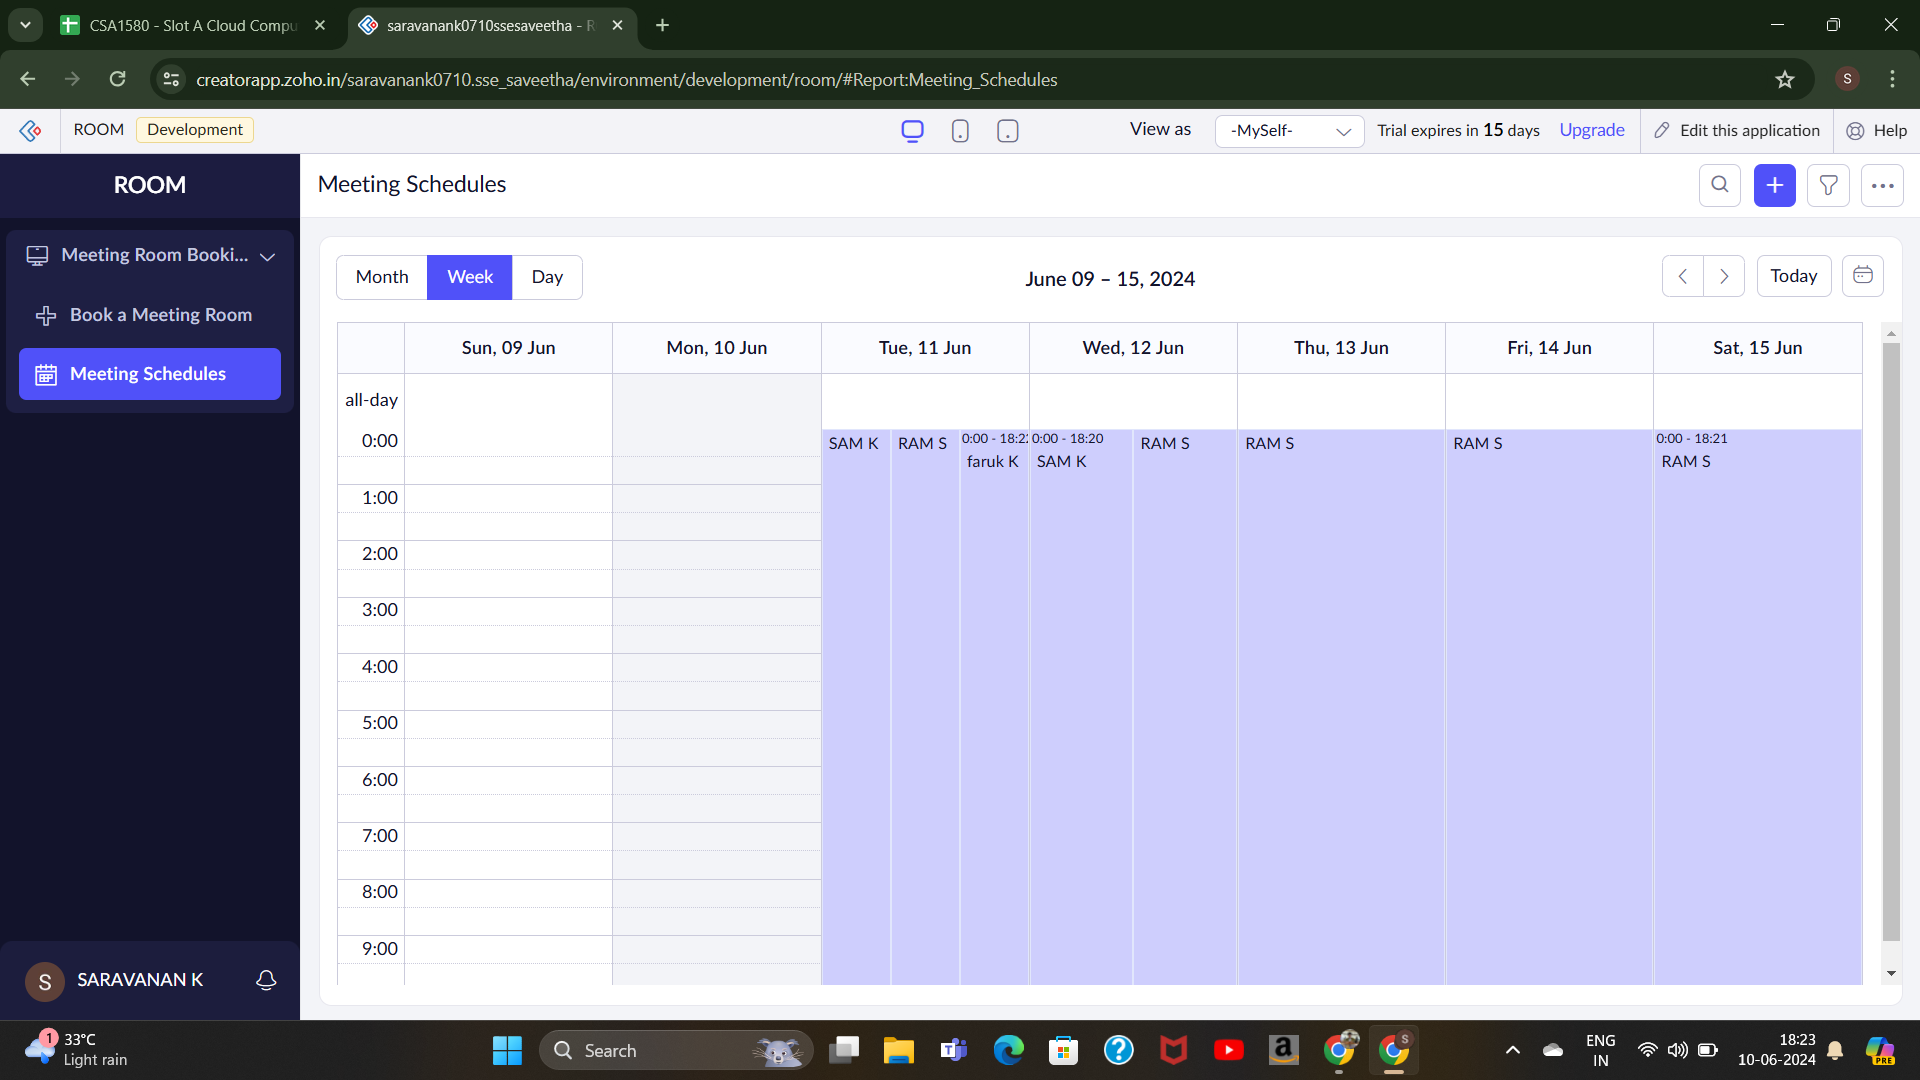 CSA1580 - Slot A Cloud Compu
saravanank0710ssesaveetha - R
creatorapp.zoho.in/saravanank0710.sse_saveetha/environment/development/room/#Report:Meeting_Schedules
S
ROOM Development View as -MySelf- Trial expires in 15 days Upgrade Edit this application Help
ROOM
Meeting Schedules
Meeting Room Booki...
Book a Meeting Room
Meeting Schedules
Month Week Day
June 09 – 15, 2024
Today
Sun, 09 Jun Mon, 10 Jun Tue, 11 Jun Wed, 12 Jun Thu, 13 Jun Fri, 14 Jun Sat, 15 Jun
all-day
0:00
SAM K
RAM S
0:00 - 18:22
faruk K
0:00 - 18:20
SAM K
RAM S
RAM S
RAM S
0:00 - 18:21
RAM S
1:00
2:00
3:00
4:00
5:00
6:00
7:00
8:00
9:00
S SARAVANAN K
1
33°C
Light rain
Search
T
?
a
S
ENG
IN
18:23
10-06-2024
PRE